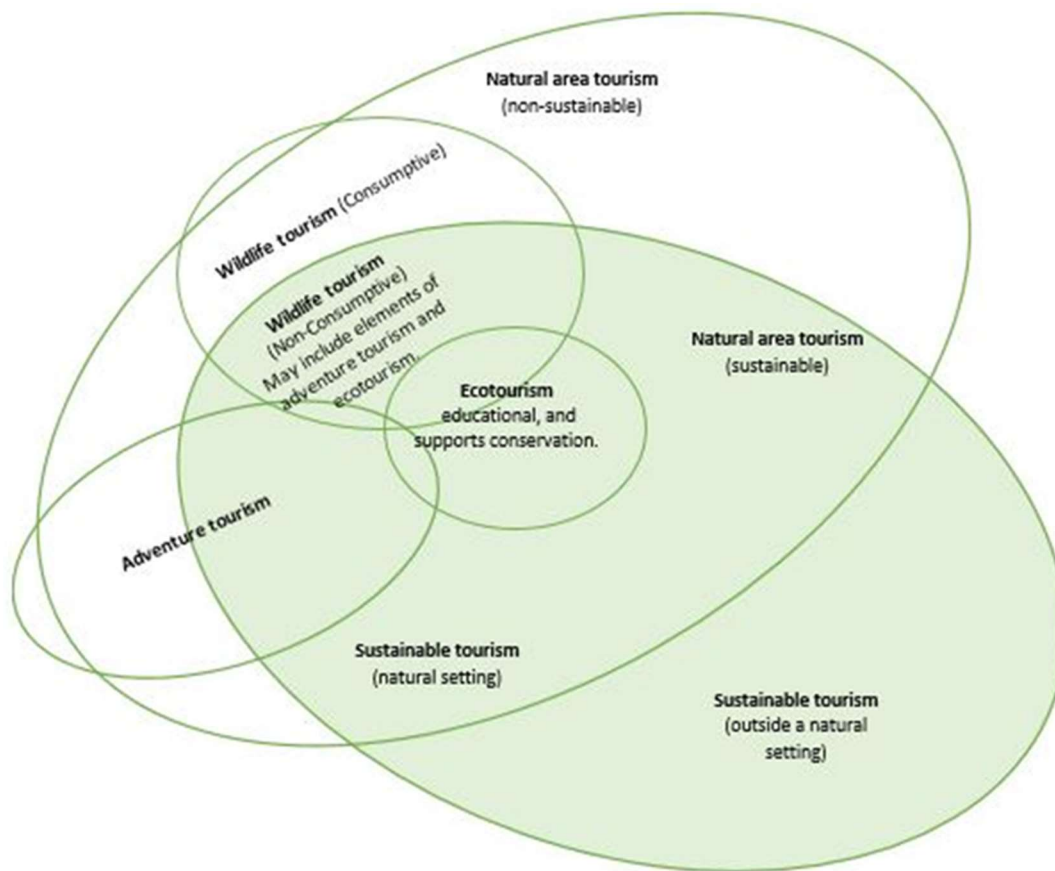 Natural area tourism
(non-sustainable)
Wildlife tourism (Consumptive)
Wildlife tourism
(Non-Consumptive)
May include elements of
adventure tourism and
ecotourism.
Natural area tourism
(sustainable)
Ecotourism
educational, and
supports conservation.
Adventure tourism
Sustainable tourism
(natural setting)
Sustainable tourism
(outside a natural
setting)